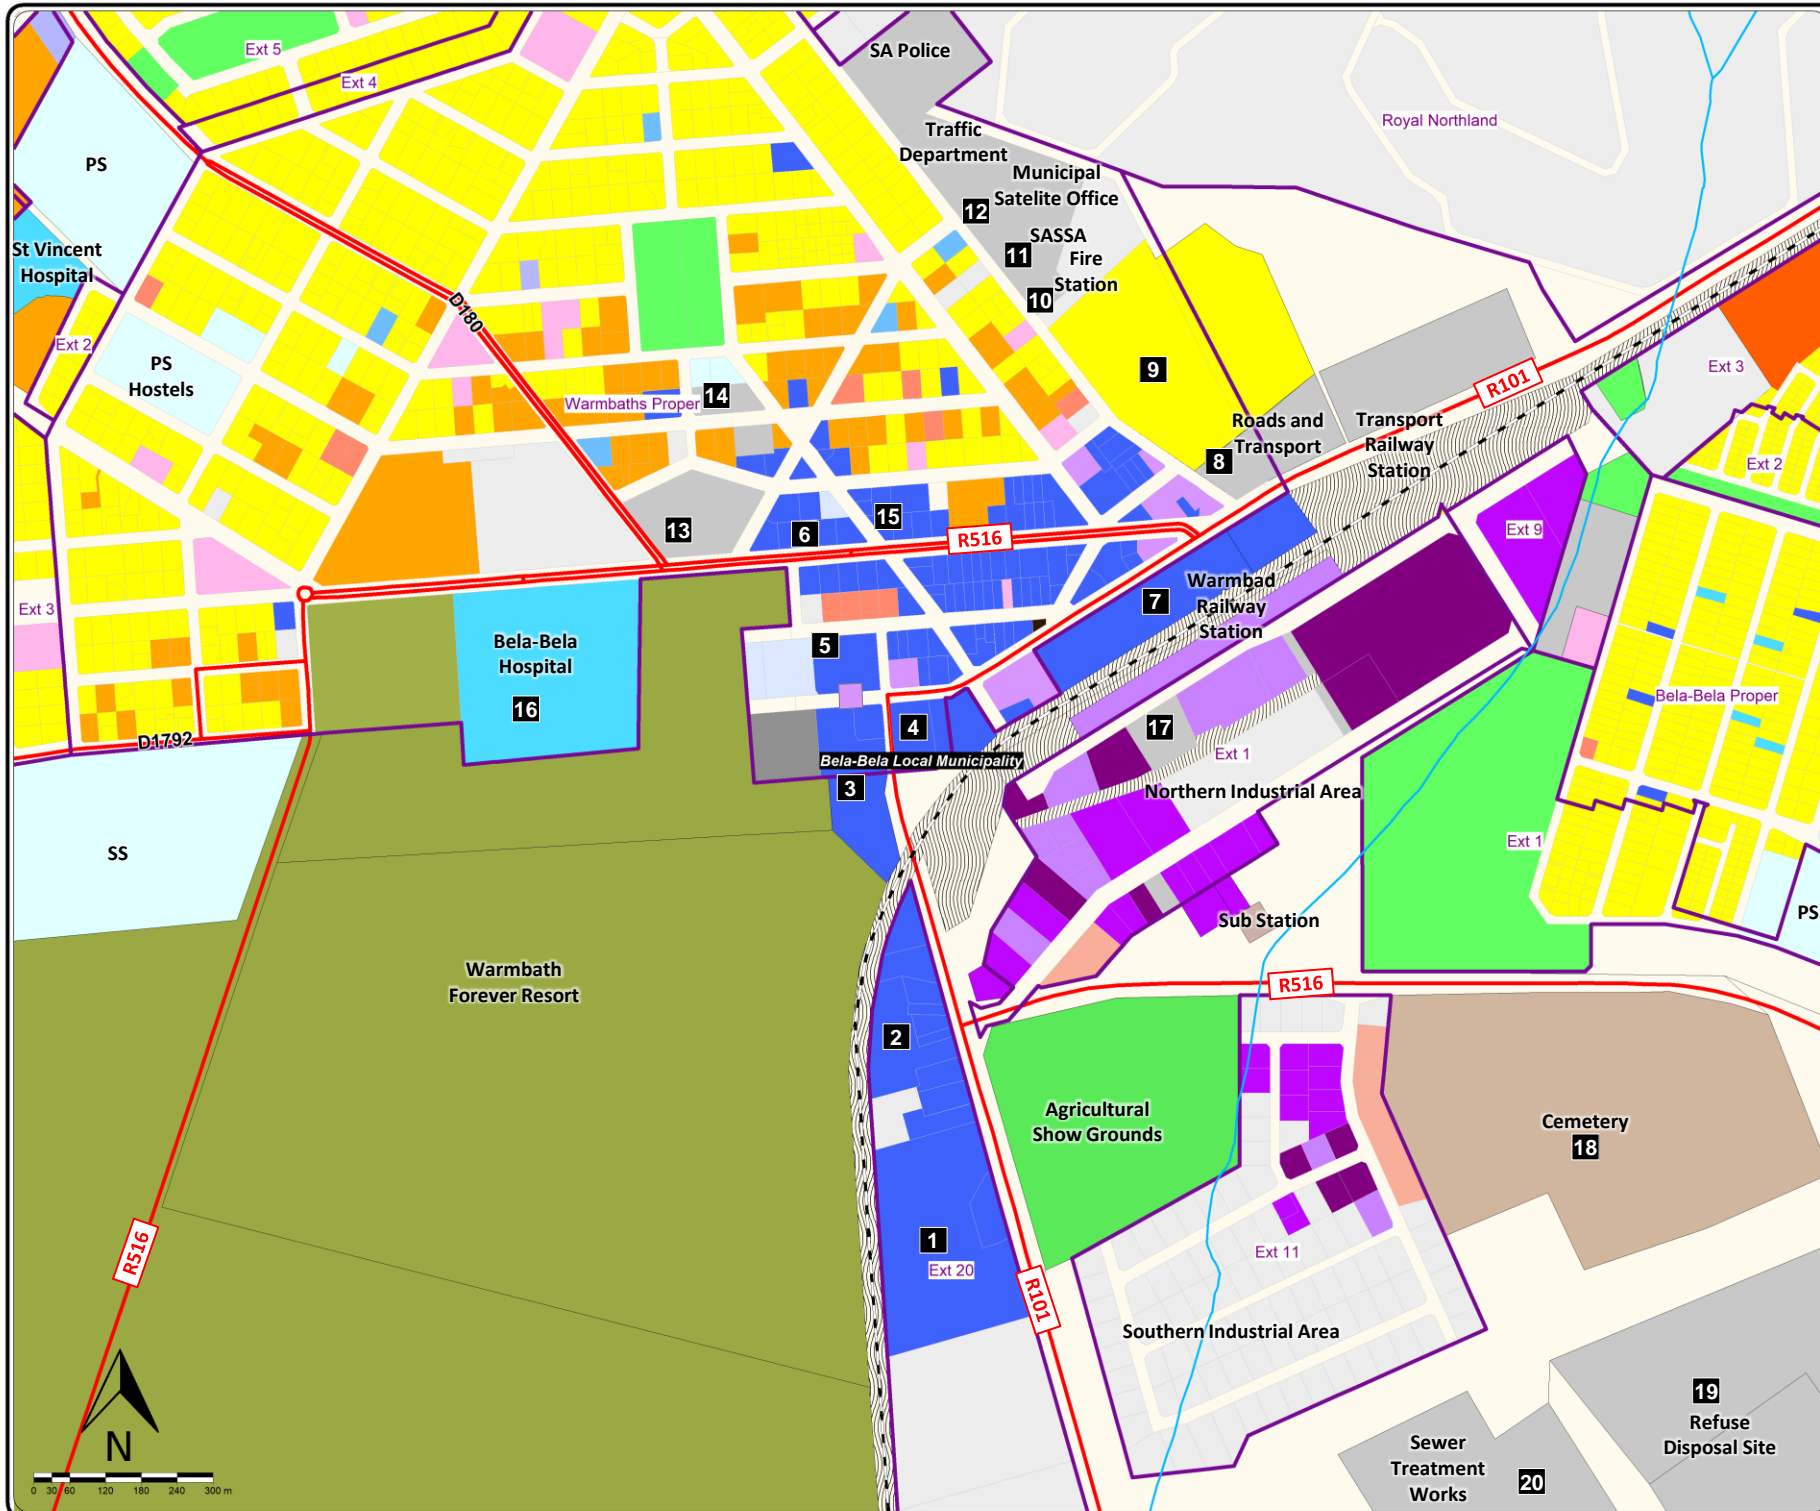 Ext 5
SA Police
Ext 4
Royal Northland
Traffic
Department
PS
Municipal
Satelite Office
12
SASSA
11
Fire
Station
10
St Vincent
Hospital
D180
Ext 2
PS
Hostels
9
R101
Ext 3
Warmbaths Proper
14
Roads and
Transport
Transport
Railway
Station
8
Ext 2
15
13
6
R516
Ext 9
Warmbad
Railway
Station
7
Ext 3
Bela-Bela
Hospital
5
16
Bela-Bela Proper
D1792
4
17
Ext 1
Bela-Bela Local Municipality
3
Northern Industrial Area
Ext 1
SS
Sub Station
PS
Warmbath
Forever Resort
R516
2
Agricultural
Show Grounds
Cemetery
18
R516
1
Ext 20
Ext 11
R101
Southern Industrial Area
19
Refuse
Disposal Site
N
Sewer
Treatment
Works
20
0 30 60 120 180 240 300 m